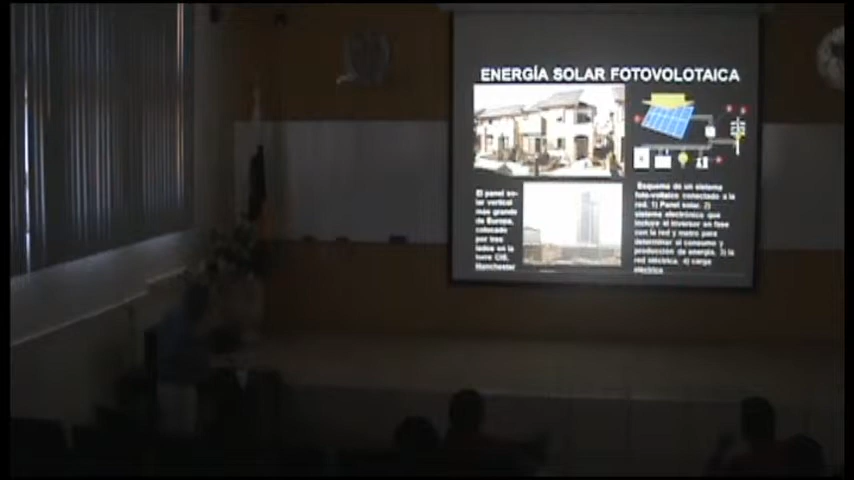 ENERGÍA SOLAR FOTOVOLOTAICA
El panel so-
lar vertical
más grande
de Europa,
colocado
por tres
lados en la
torre CIS,
Manchester
Esquema de un sistema
foto-voltaico conectado a la
red. 1) Panel solar. 2)
sistema electrónico que
incluye el inversor en fase
con la red y
para
determinar el consumo y
producción de energía. 3) la
red eléctrica. 4) carga
eléctrica